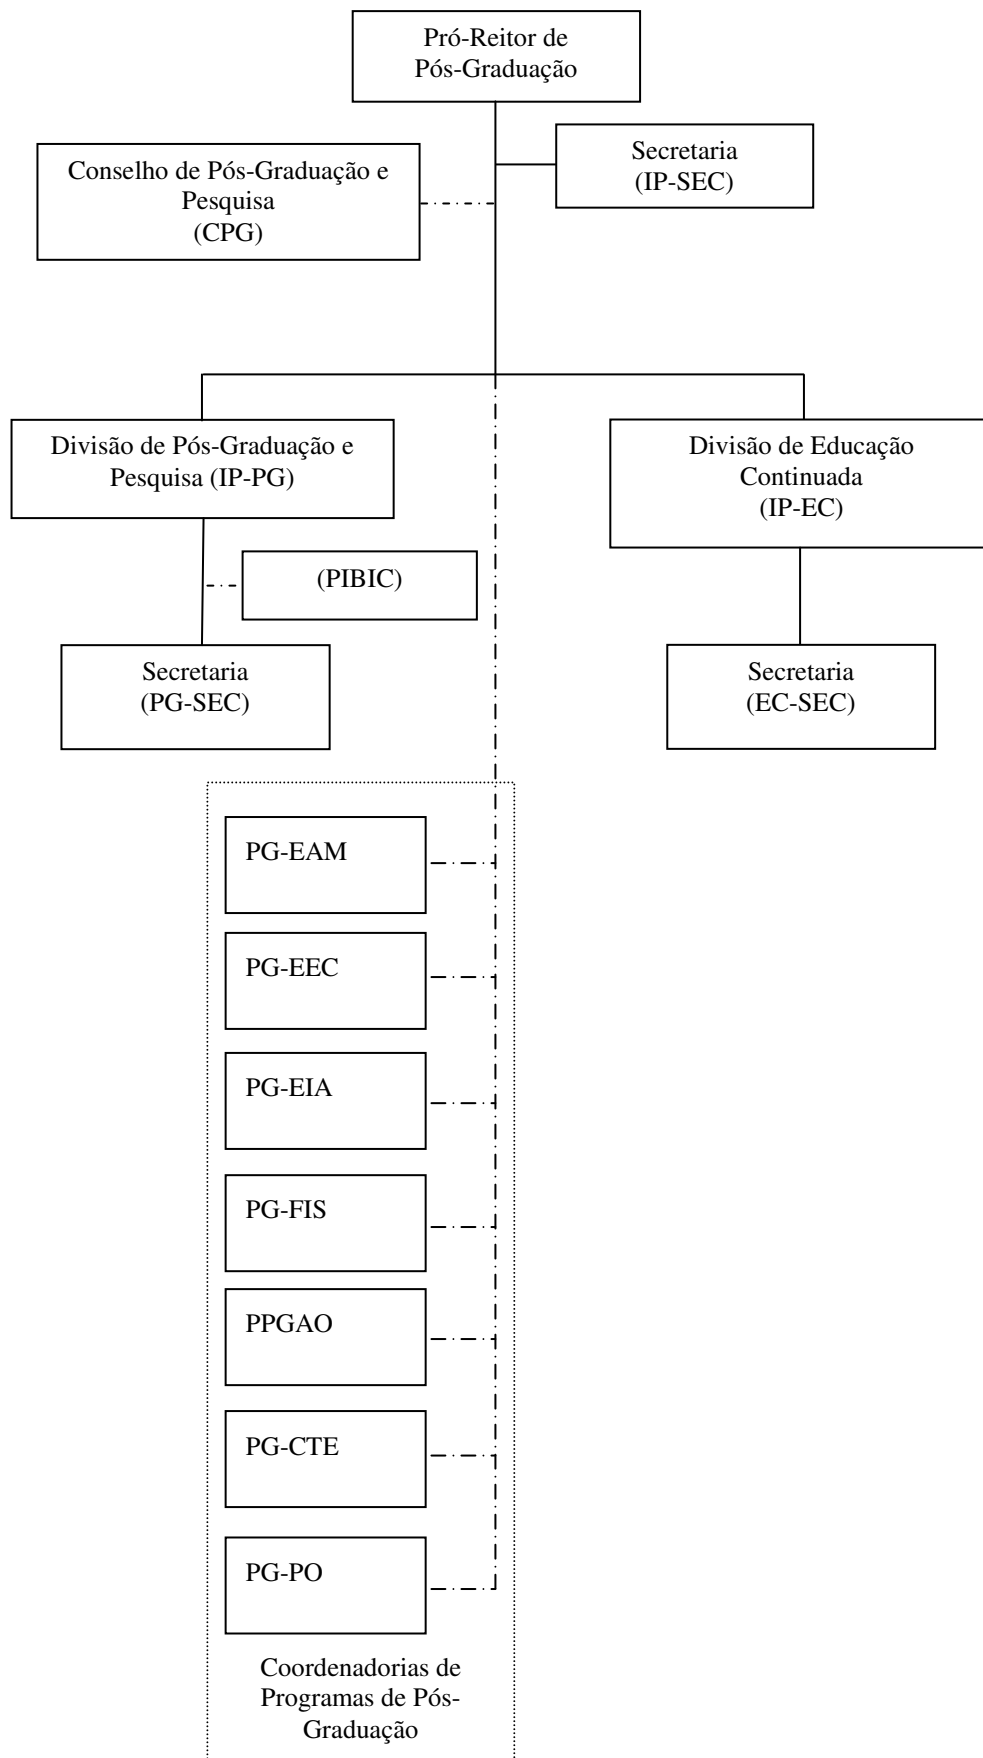 Pró-Reitor de
Pós-Graduação
Secretaria
(IP-SEC)
Conselho de Pós-Graduação e
Pesquisa
(CPG)
Divisão de Pós-Graduação e
Pesquisa (IP-PG)
Divisão de Educação
Continuada
(IP-EC)
(PIBIC)
Secretaria
(PG-SEC)
Secretaria
(EC-SEC)
PG-EAM
PG-EEC
PG-EIA
PG-FIS
PPGAO
PG-CTE
PG-PO
Coordenadorias de
Programas de Pós-
Graduação